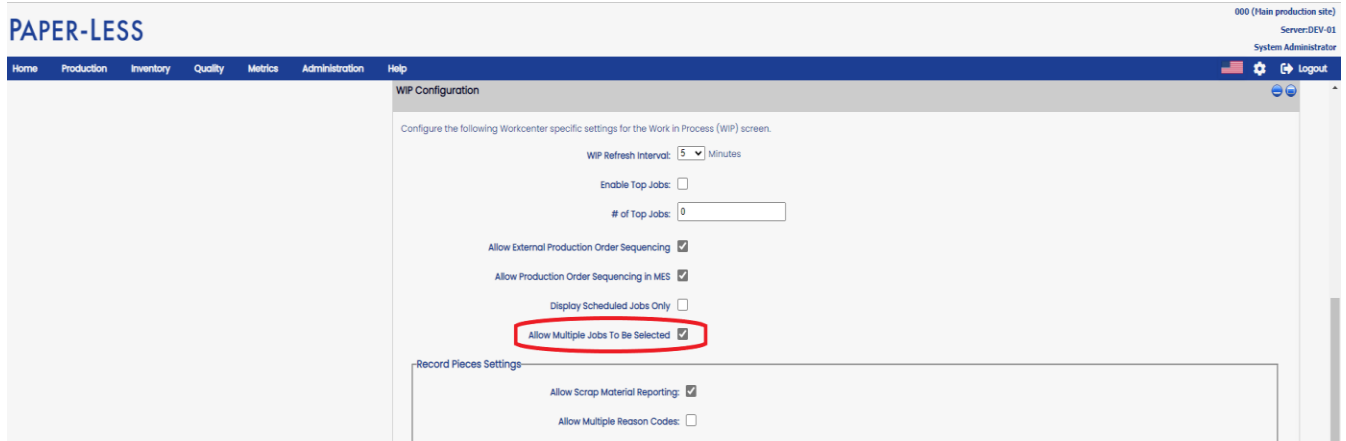 000 (Main production site)
PAPER-LESS
Server:DEV-01
System Administrator
Home Production Inventory Quality Metrics Administration Help Logout
WIP Configuration
Configure the following Workcenter specific settings for the Work in Process (WIP) screen.
WIP Refresh Interval: 5 Minutes
Enable Top Jobs:
# of Top Jobs: 0
Allow External Production Order Sequencing
Allow Production Order Sequencing in MES
Display Scheduled Jobs Only
Allow Multiple Jobs To Be Selected
Record Pieces Settings
Allow Scrap Material Reporting:
Allow Multiple Reason Codes: